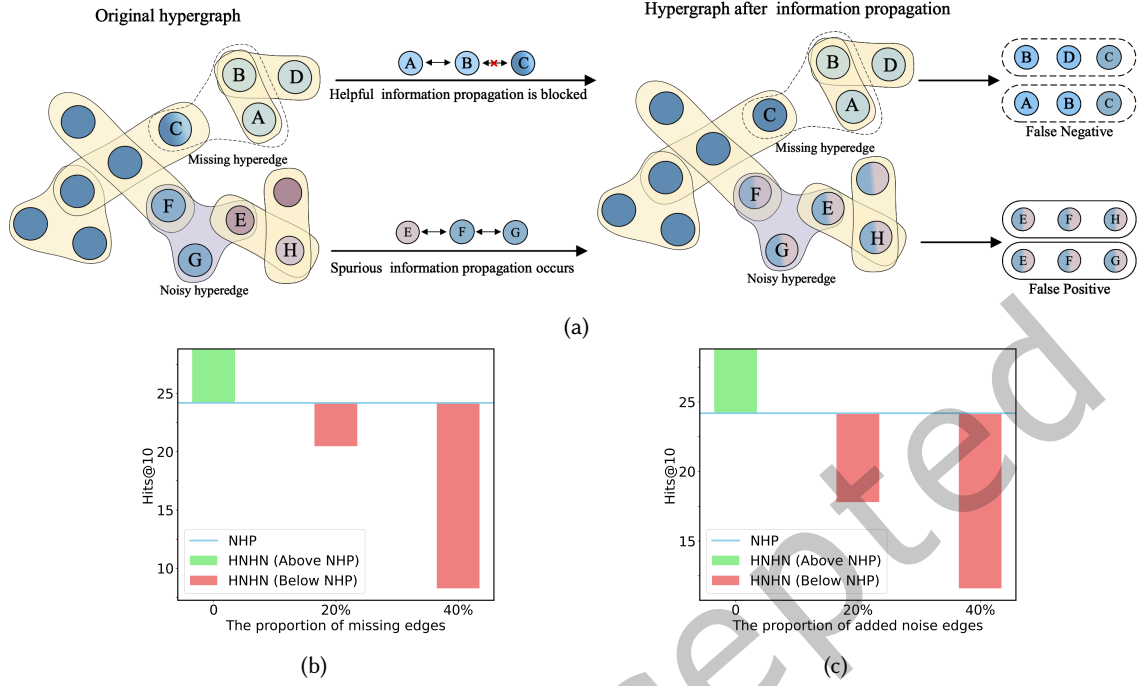 Original hypergraph
Hypergraph after information propagation
B
D
A
C
Missing hyperedge
F
E
G
H
Noisy hyperedge
A B C
Helpful information propagation is blocked
E F G
Spurious information propagation occurs
B
D
A
C
Missing hyperedge
F
E
G
H
Noisy hyperedge
B D C
A B C
False Negative
E F H
E F G
False Positive
(a)
Hits@10
25
20
15
10
NHP
HNHN (Above NHP)
HNHN (Below NHP)
0 20% 40%
The proportion of missing edges
(b)
Hits@10
25
20
15
NHP
HNHN (Above NHP)
HNHN (Below NHP)
0 20% 40%
The proportion of added noise edges
(c)
epted